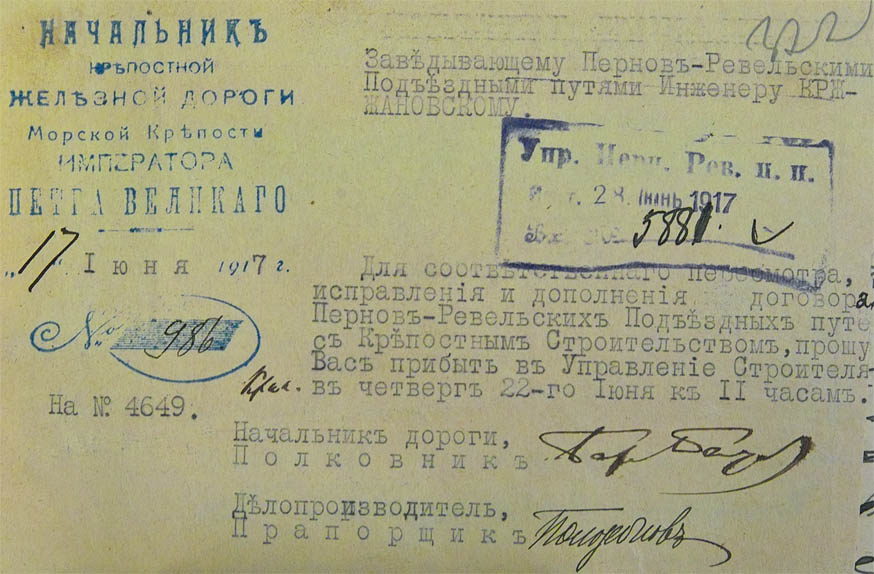 НАЧАЛЬНИКЪ
КРѢПОСТНОЙ
ЖЕЛѢЗНОЙ ДОРОГИ
Морской Крѣпости
ИМПЕРАТОРА
ПЕТРА ВЕЛИКАГО
„17" Іюня 1917 г.
№ 986
На № 4649.
Завѣдывающему Перновъ-Ревельскими
Подъѣздными путями Инженеру КРЖ-
ЖАНОВСКОМУ.
Упр. Перн. Рев. п. п.
28 Іюнь 1917
5881.
Для соотвѣтственнаго пересмотра,
исправленія и дополненія договора
Перновъ-Ревельскихъ Подъѣздныхъ путе
съ Крѣпостнымъ Строительствомъ, прошу
Васъ прибыть въ Управленіе Строителя
въ четвергъ 22-го Іюня къ II часамъ.
Начальникъ дороги,
Полковникъ
Дѣлопроизводитель,
Прапорщикъ